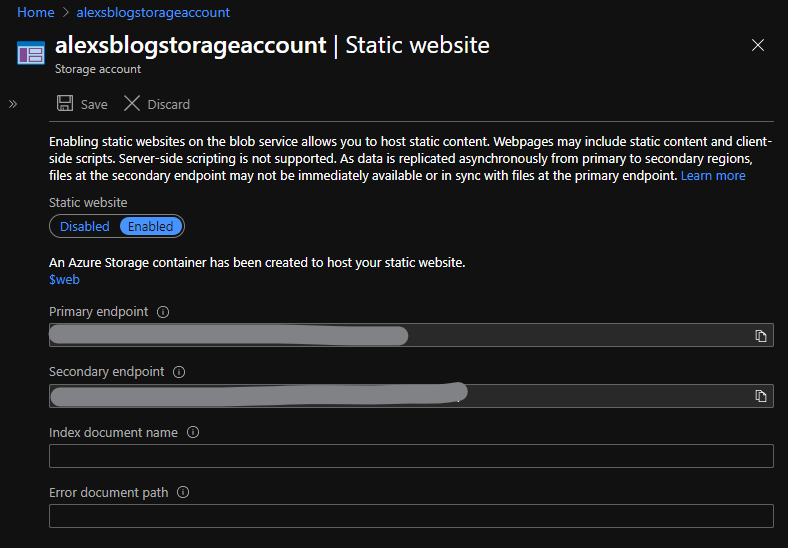 Home > alexsblogstorageaccount
alexsblogstorageaccount | Static website
Storage account
Save Discard
Enabling static websites on the blob service allows you to host static content. Webpages may include static content and client-
side scripts. Server-side scripting is not supported. As data is replicated asynchronously from primary to secondary regions,
files at the secondary endpoint may not be immediately available or in sync with files at the primary endpoint. Learn more
Static website
Disabled Enabled
An Azure Storage container has been created to host your static website.
$web
Primary endpoint
Secondary endpoint
Index document name
Error document path